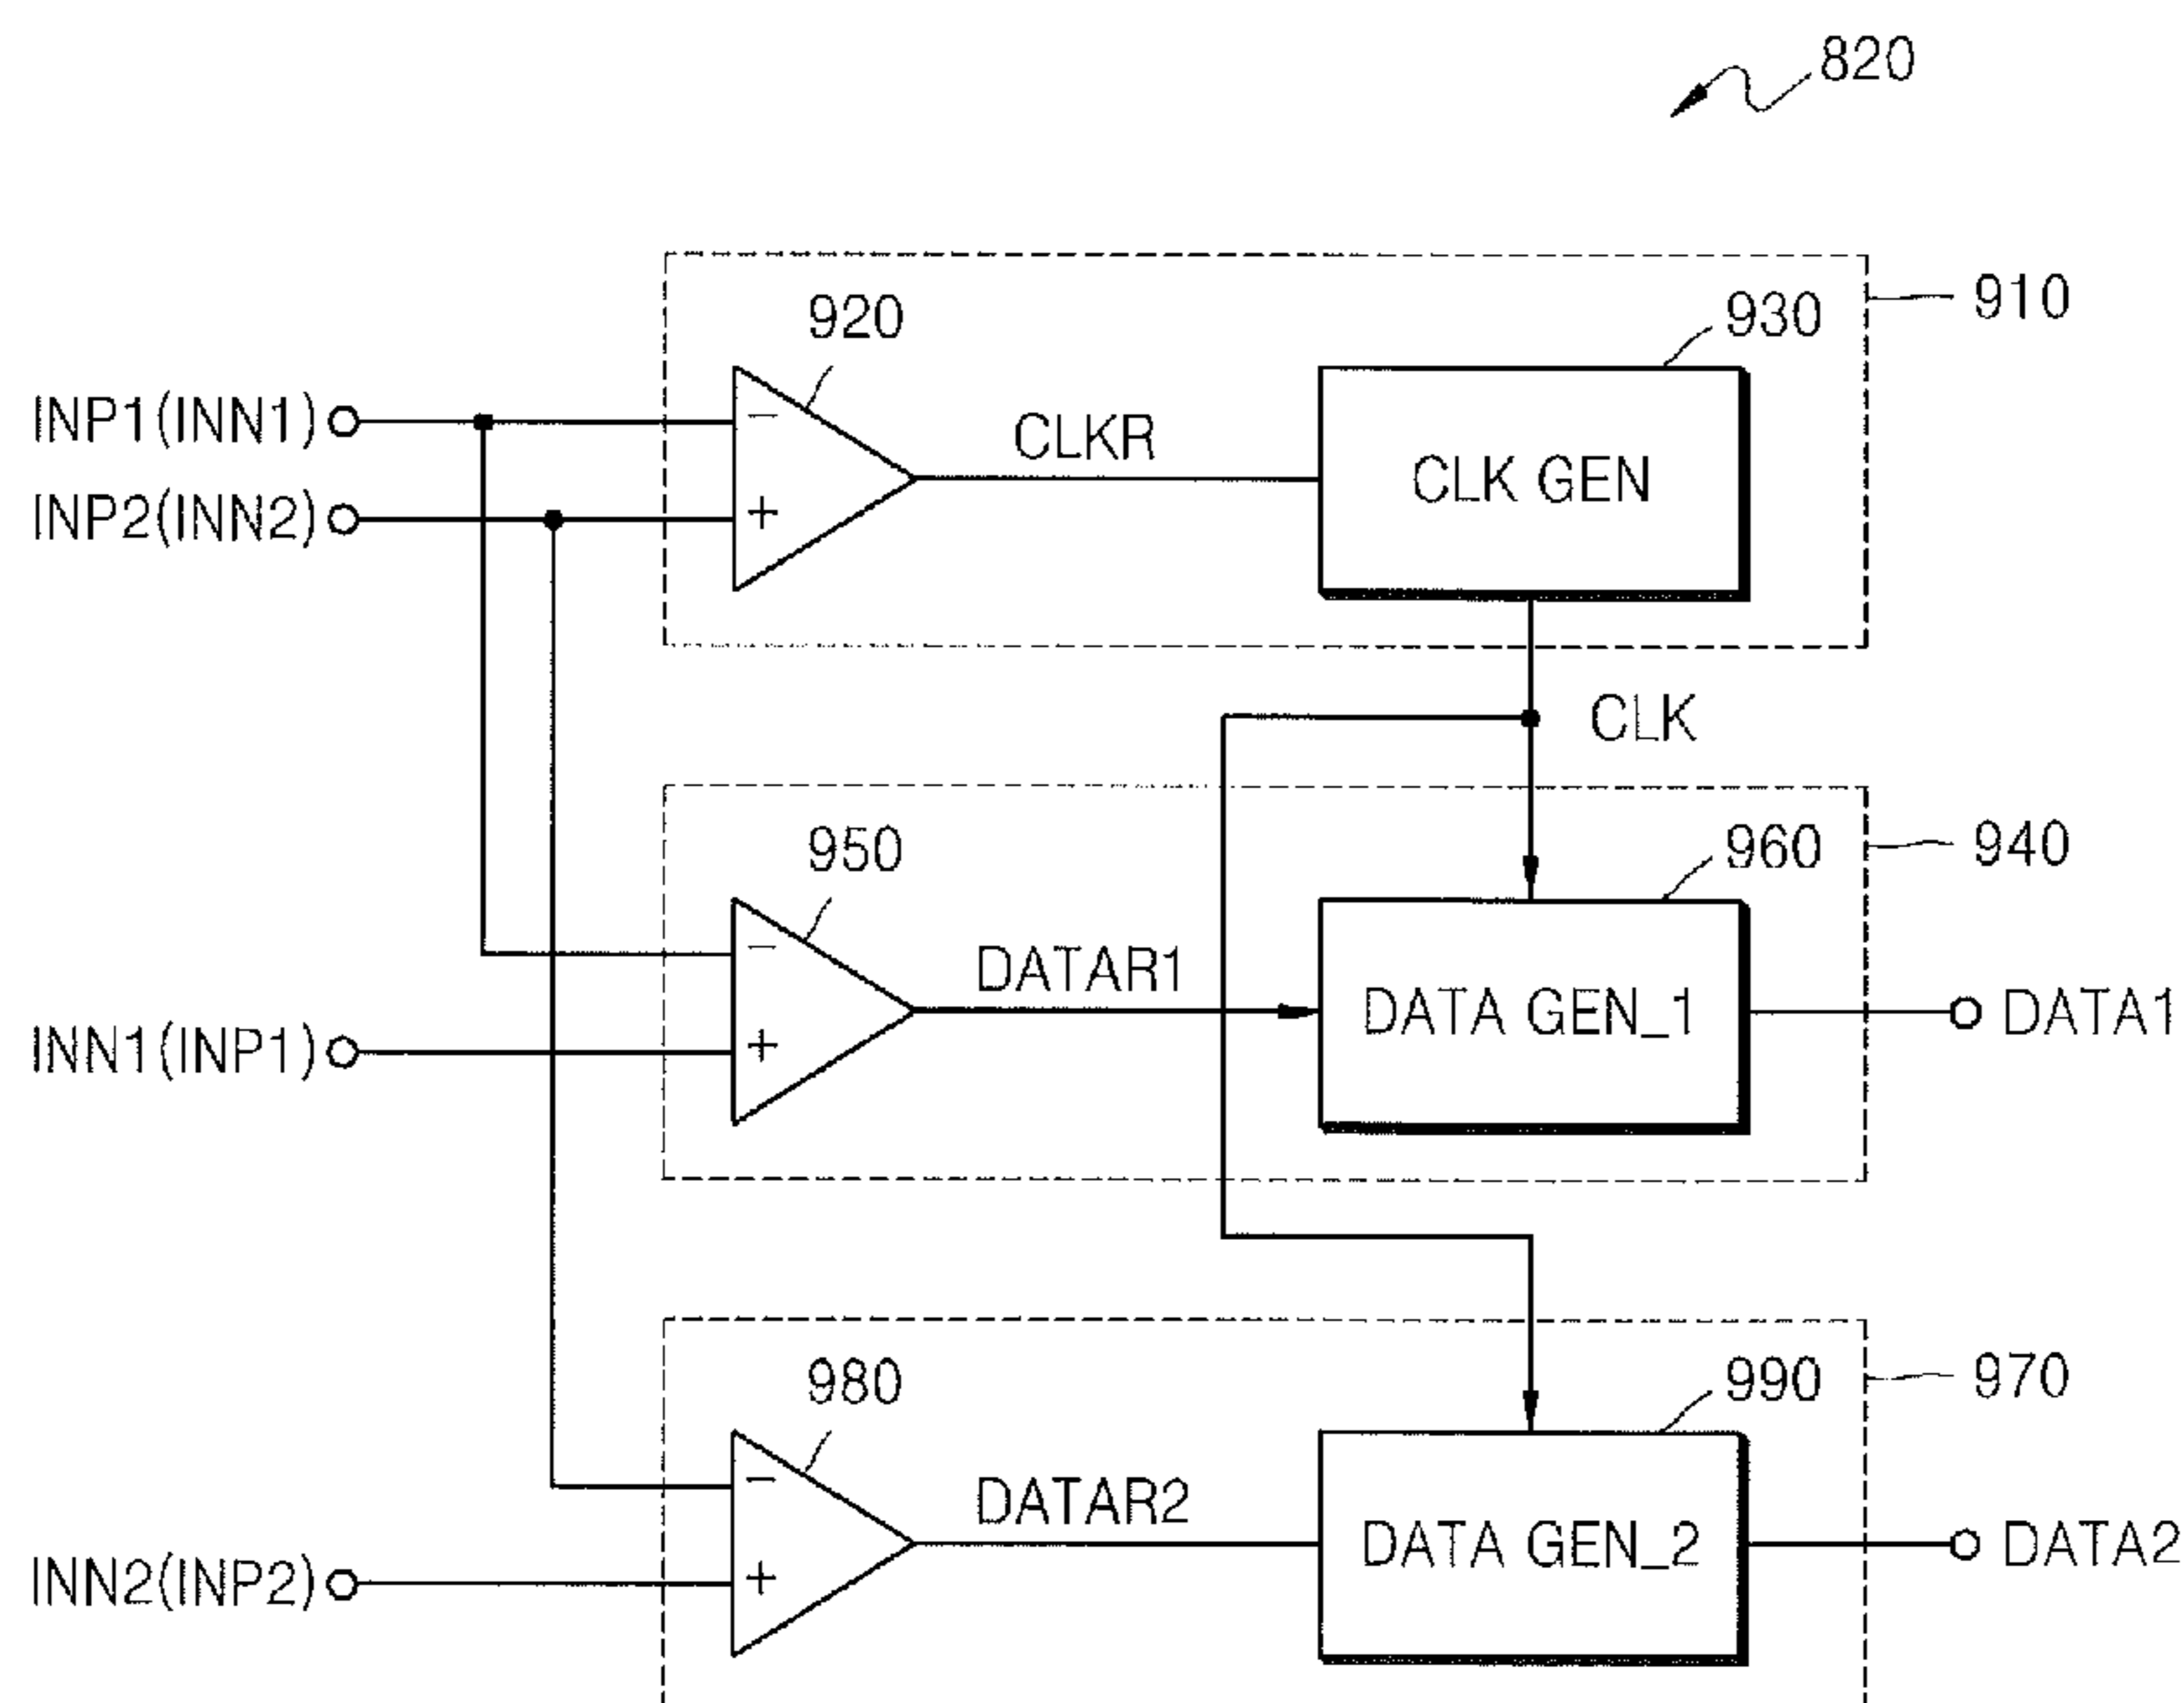 820
910
920
930
INP1(INN1)
CLKR
CLK GEN
INP2(INN2)
CLK
940
950
960
DATAR1
DATA GEN_1
DATA1
INN1(INP1)
970
980
990
DATAR2
DATA GEN_2
DATA2
INN2(INP2)